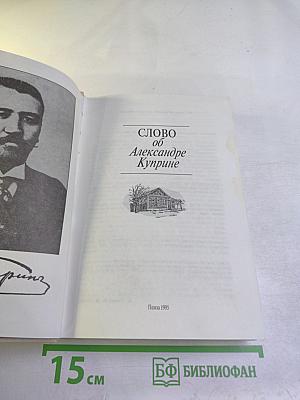 СЛОВО
об
Александре
Куприне
Пенза 1995
15 см
БФ БИБЛИОФАН